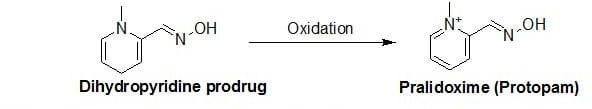 N
N
OH
Oxidation
N+
N
OH
Dihydropyridine prodrug
Pralidoxime (Protopam)